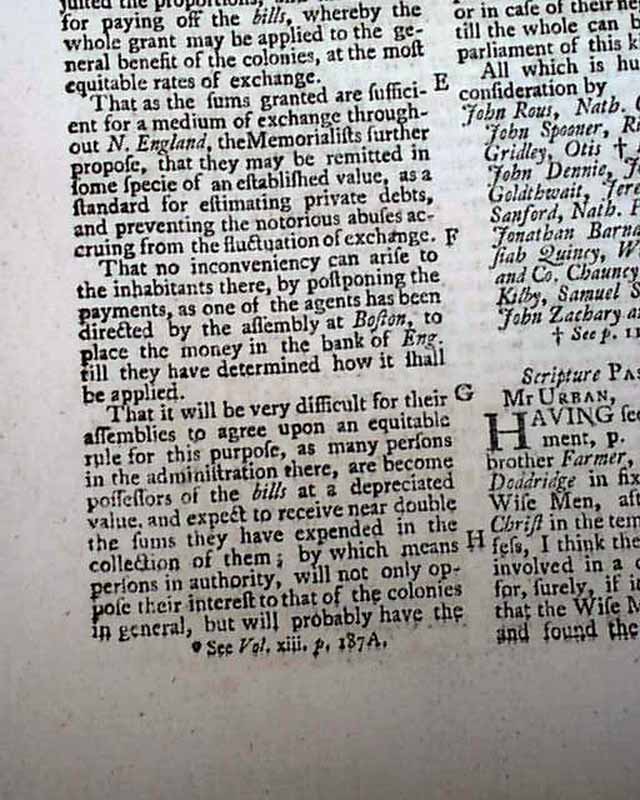 for paying off the bills, whereby the
whole grant may be applied to the ge-
neral benefit of the colonies, at the moſt
equitable rates of exchange.
That as the ſums granted are ſuffici- E
ent for a medium of exchange through-
out N. England, the Memorialiſts further
propoſe, that they may be remitted in
ſome ſpecie of an eſtabliſhed value, as a
ſtandard for eſtimating private debts,
and preventing the notorious abuſes ac-
cruing from the fluctuation of exchange. F
That no inconveniency can ariſe to
the inhabitants there, by poſtponing the
payments, as one of the agents has been
directed by the aſſembly at Boſton, to
place the money in the bank of Eng.
till they have determined how it ſhall
be applied.
That it will be very difficult for their G
aſſemblies to agree upon an equitable
rule for this purpoſe, as many perſons
in the adminiſtration there, are become
poſſeſſors of the bills at a depreciated
value, and expect to receive near double
the ſums they have expended in the
collection of them; by which means H
perſons in authority, will not only op-
poſe their intereſt to that of the colonies
in general, but will probably have the
* See Vol. xiii. p. 187A.
or in caſe of their
till the whole can b
parliament of this k
All which is hu
conſideration by
John Rous, Nath.
John Spooner, Ri
Gridley, Otis †
John Dennie, J
Goldthwait, Jere
Sanford, Nath. F
Jonathan Barna
ſiah Quincy, W
and Co. Chauncy
Kilby, Samuel S
John Zachary a
† See p. 11
Scripture PAS
Mr URBAN,
HAVING ſee
ment, p.
brother Farmer,
Doddridge in fix
Wiſe Men, aft
Chriſt in the tem
feſs, I think the
involved in a
for, ſurely, if i
that the Wiſe M
and found the